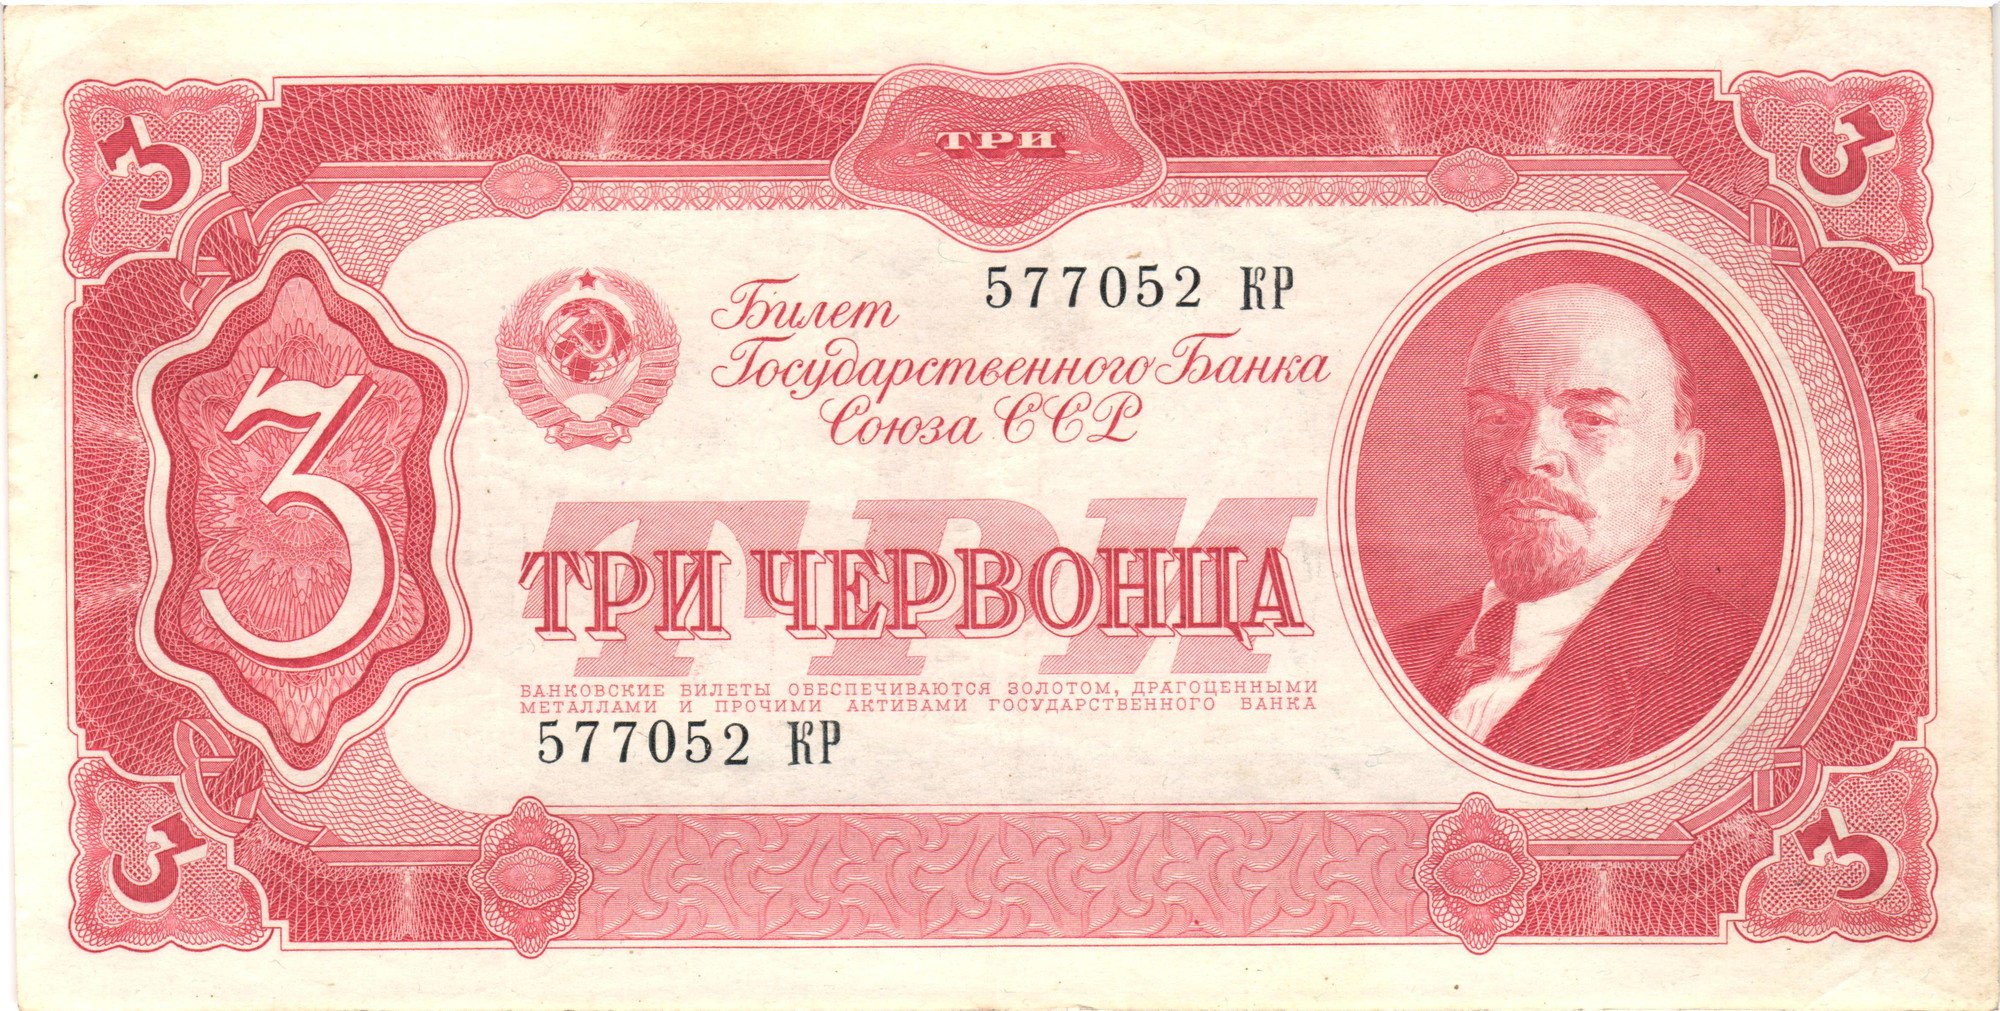 3 ТРИ 3
577052 КР
Билет
Государственного Банка
Союза ССР
3
ТРИ
ТРИ ЧЕРВОНЦА
БАНКОВСКИЕ БИЛЕТЫ ОБЕСПЕЧИВАЮТСЯ ЗОЛОТОМ, ДРАГОЦЕННЫМИ
МЕТАЛЛАМИ И ПРОЧИМИ АКТИВАМИ ГОСУДАРСТВЕННОГО БАНКА
577052 КР
3 3